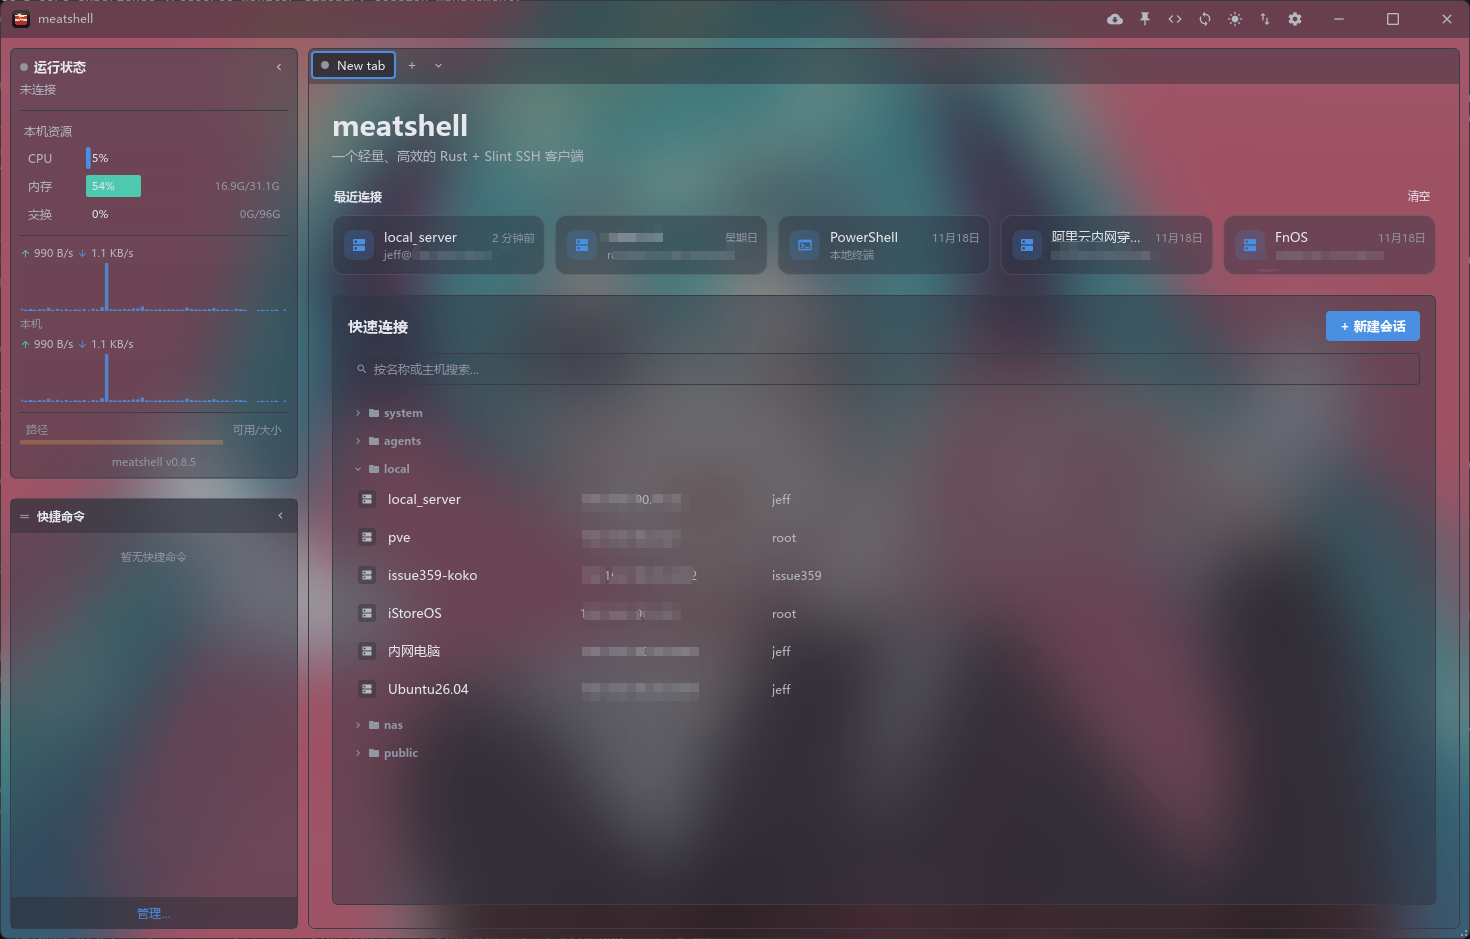 meatshell
运行状态
未连接
本机资源
CPU 5%
内存 54% 16.9G/31.1G
交换 0% 0G/96G
↑ 990 B/s ↓ 1.1 KB/s
本机
↑ 990 B/s ↓ 1.1 KB/s
路径 可用/大小
meatshell v0.8.5
快捷命令
暂无快捷命令
管理...
New tab
meatshell
一个轻量、高效的 Rust + Slint SSH 客户端
最近连接 清空
local_server 2 分钟前
jeff@
星期日
PowerShell 11月18日
本地终端
阿里云内网穿... 11月18日
FnOS 11月18日
快速连接
+ 新建会话
按名称或主机搜索...
system
agents
local
local_server jeff
pve root
issue359-koko issue359
iStoreOS root
内网电脑 jeff
Ubuntu26.04 jeff
nas
public